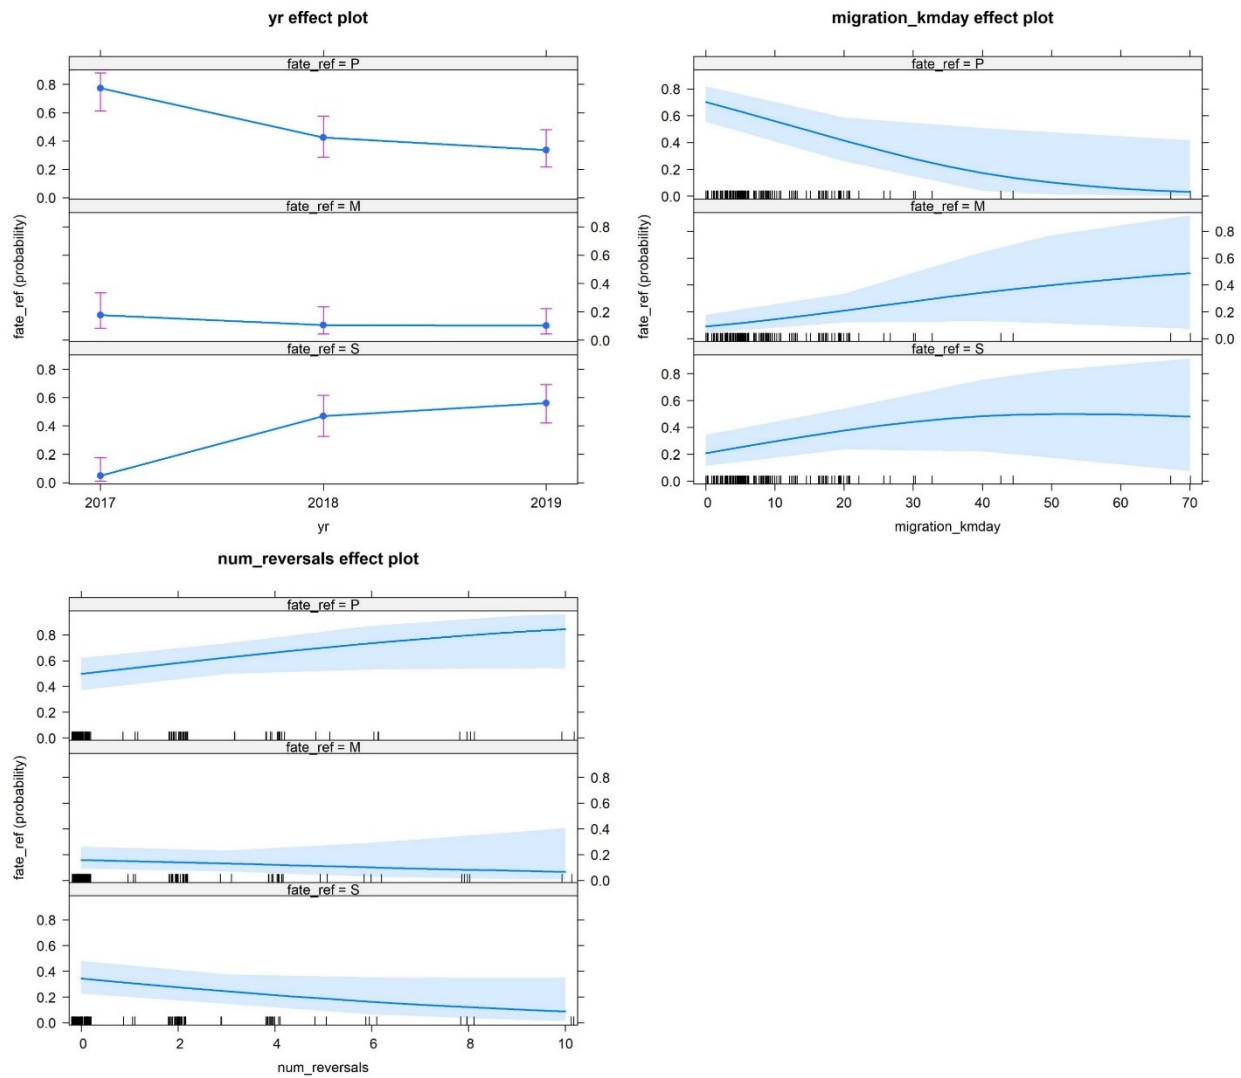 yr effect plot
fate_ref = P
0.8
0.6
0.4
0.2
0.0
fate_ref = M
0.8
0.6
0.4
0.2
0.0
fate_ref = S
0.8
0.6
0.4
0.2
0.0
2017 2018 2019
yr
fate_ref (probability)
migration_kmday effect plot
fate_ref = P
0.8
0.6
0.4
0.2
0.0
fate_ref = M
0.8
0.6
0.4
0.2
0.0
fate_ref = S
0.8
0.6
0.4
0.2
0.0
0 10 20 30 40 50 60 70
migration_kmday
fate_ref (probability)
num_reversals effect plot
fate_ref = P
0.8
0.6
0.4
0.2
0.0
fate_ref = M
0.8
0.6
0.4
0.2
0.0
fate_ref = S
0.8
0.6
0.4
0.2
0.0
0 2 4 6 8 10
num_reversals
fate_ref (probability)